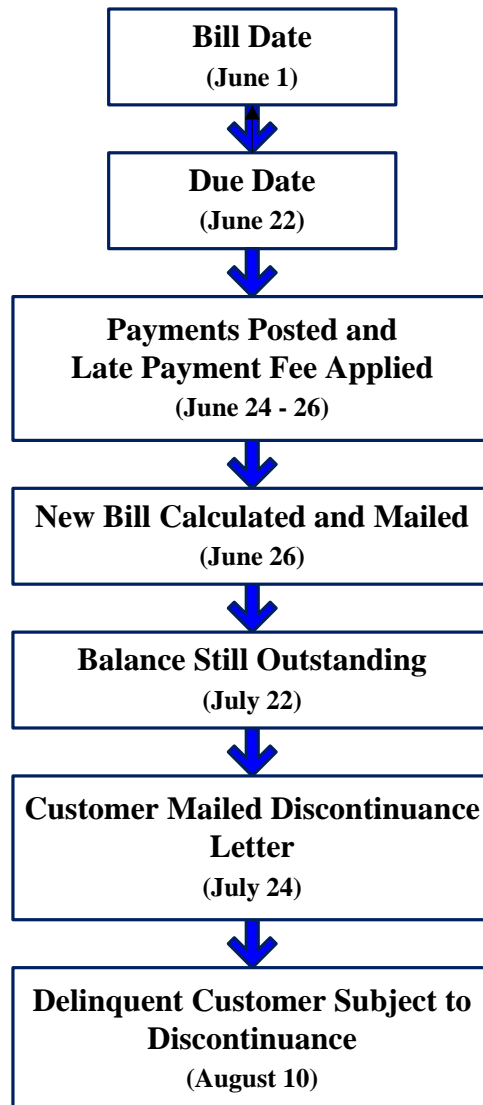 Bill Date
(June 1)
Due Date
(June 22)
Payments Posted and
Late Payment Fee Applied
(June 24 - 26)
New Bill Calculated and Mailed
(June 26)
Balance Still Outstanding
(July 22)
Customer Mailed Discontinuance
Letter
(July 24)
Delinquent Customer Subject to
Discontinuance
(August 10)